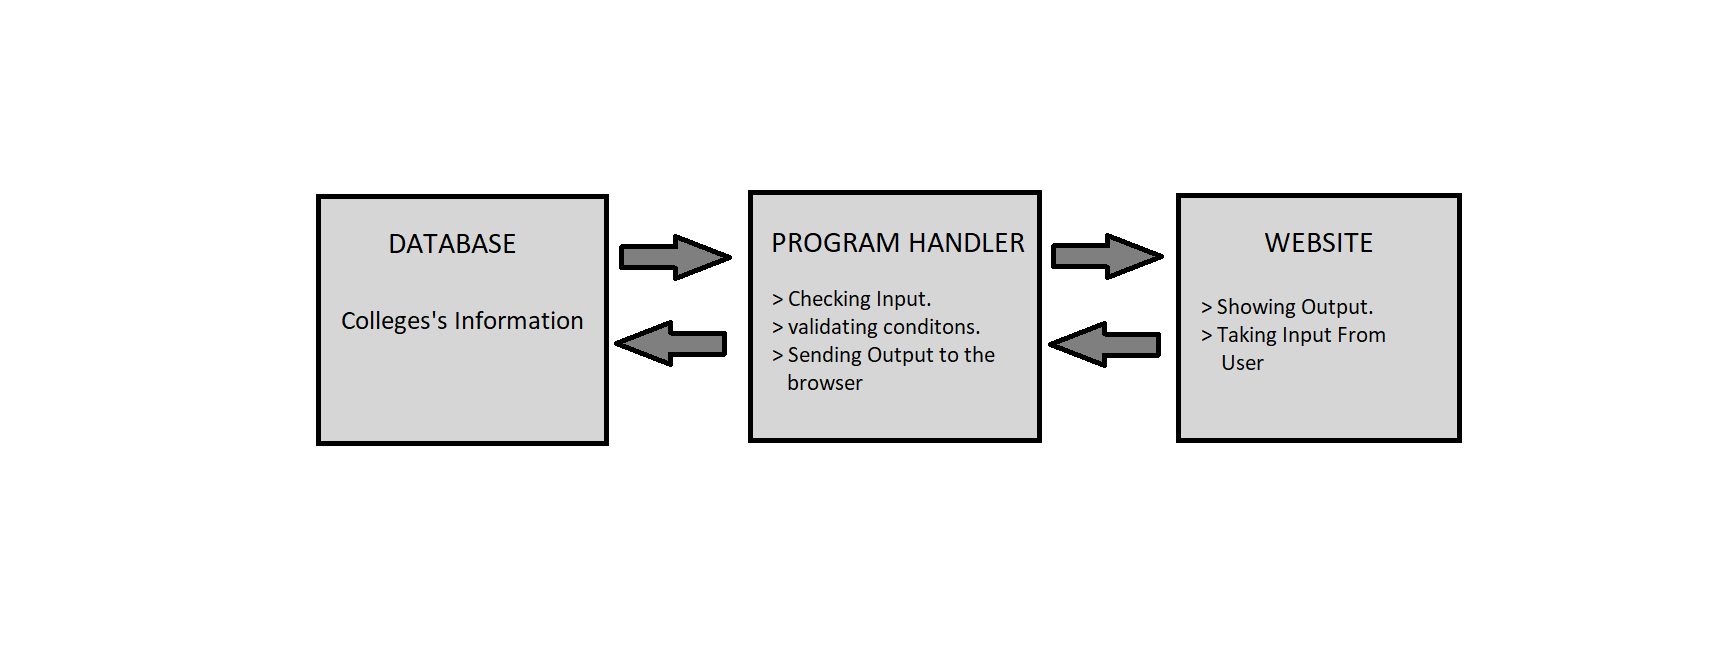 DATABASE
Colleges's Information
PROGRAM HANDLER
> Checking Input.
> validating conditons.
> Sending Output to the
browser
WEBSITE
> Showing Output.
> Taking Input From
User